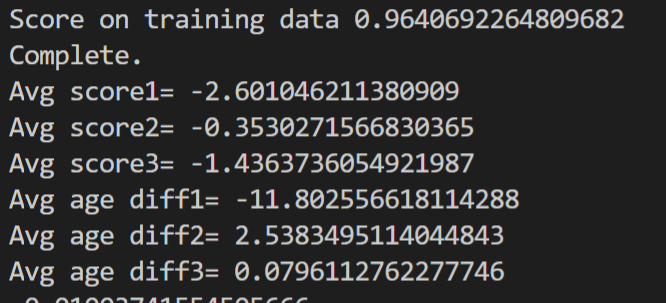 Score on training data 0.9640692264809682
Complete.
Avg score1= -2.601046211380909
Avg score2= -0.3530271566830365
Avg score3= -1.4363736054921987
Avg age diff1= -11.802556618114288
Avg age diff2= 2.5383495114044843
Avg age diff3= 0.0796112762277746